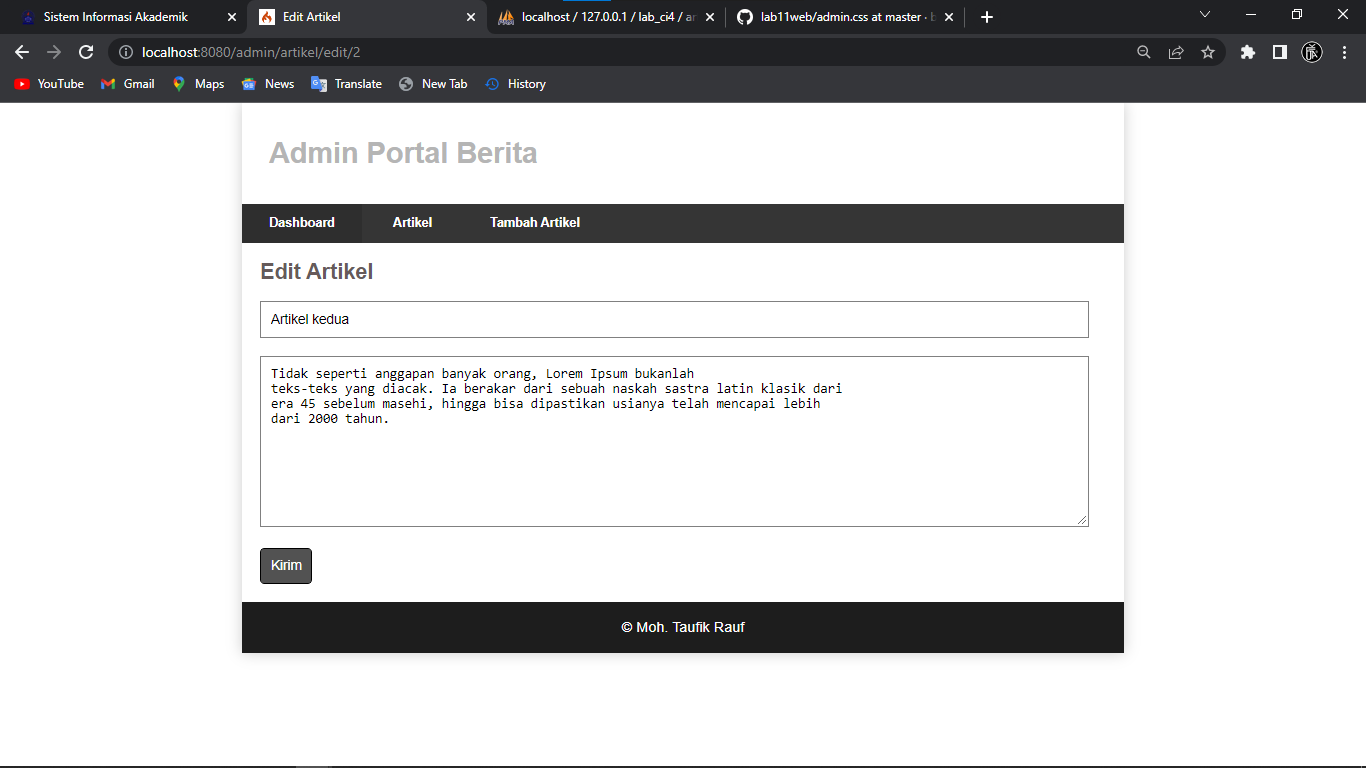 Sistem Informasi Akademik
Edit Artikel
localhost / 127.0.0.1 / lab_ci4 / ar
lab11web/admin.css at master ·
localhost:8080/admin/artikel/edit/2
YouTube
Gmail
Maps
News
Translate
New Tab
History
Admin Portal Berita
Dashboard
Artikel
Tambah Artikel
Edit Artikel
Artikel kedua
Tidak seperti anggapan banyak orang, Lorem Ipsum bukanlah
teks-teks yang diacak. Ia berakar dari sebuah naskah sastra latin klasik dari
era 45 sebelum masehi, hingga bisa dipastikan usianya telah mencapai lebih
dari 2000 tahun.
Kirim
© Moh. Taufik Rauf